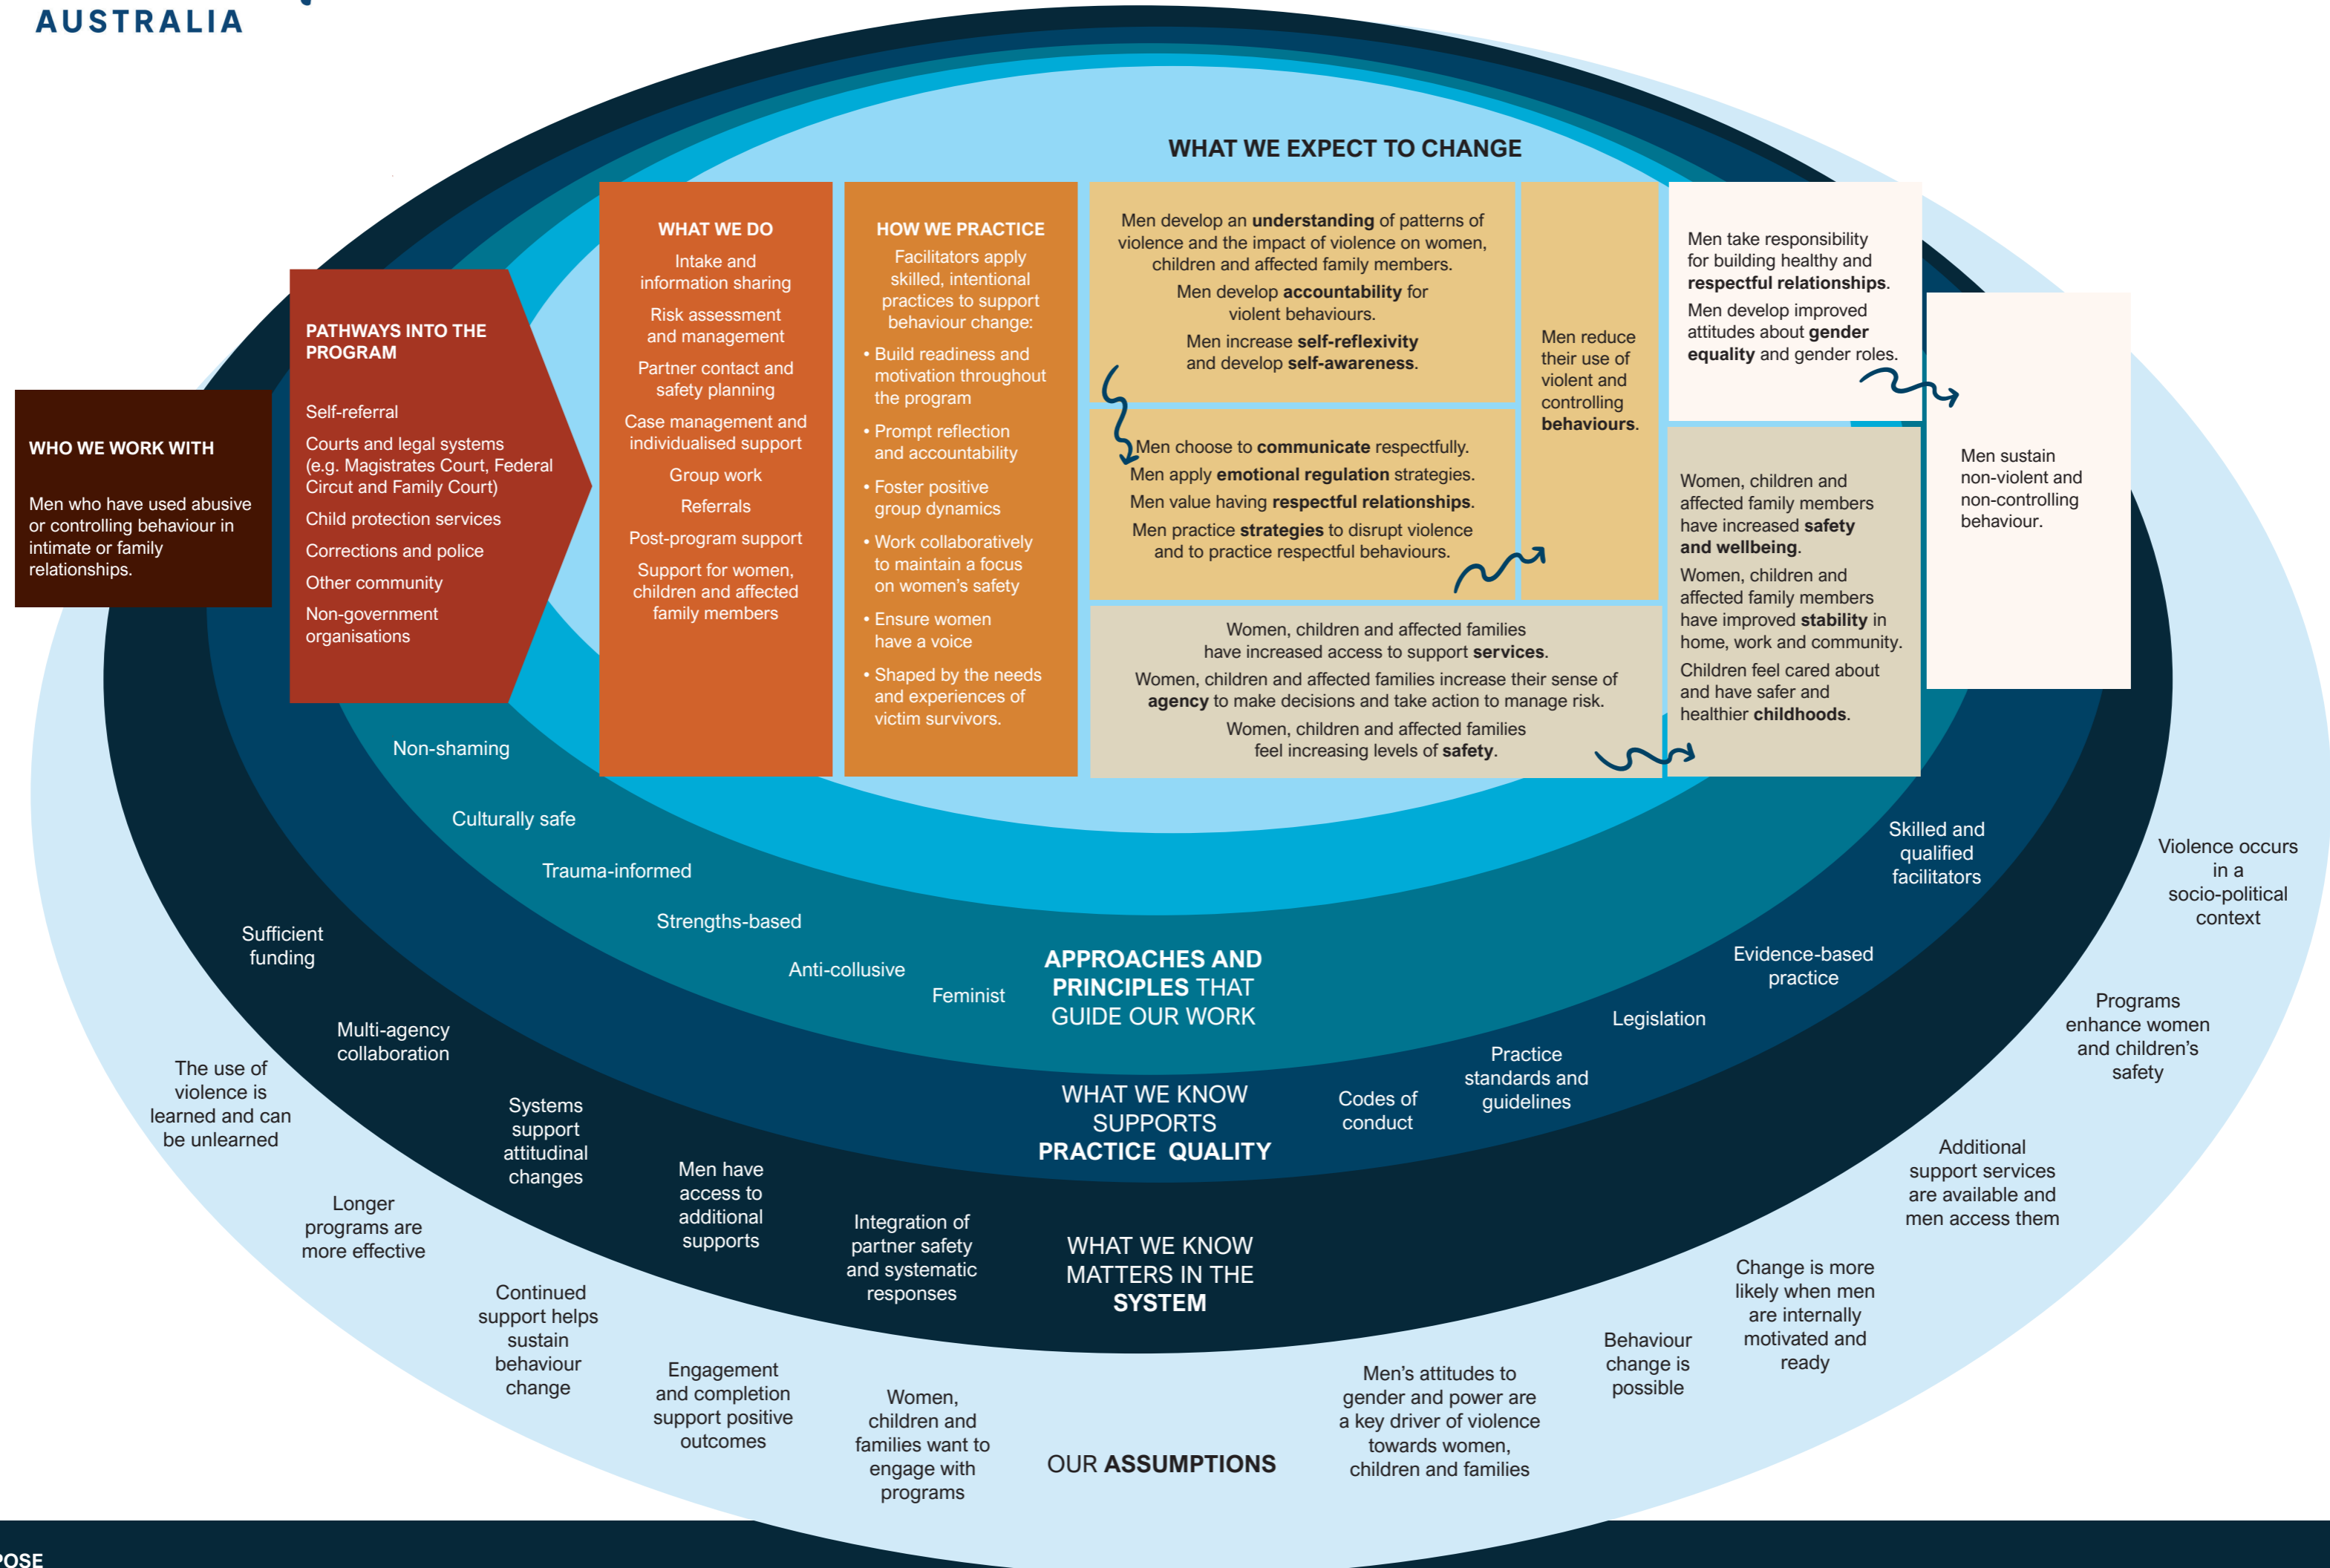 AUSTRALIA
WHAT WE EXPECT TO CHANGE
WHO WE WORK WITH
Men who have used abusive
or controlling behaviour in
intimate or family
relationships.
PATHWAYS INTO THE
PROGRAM
Self-referral
Courts and legal systems
(e.g. Magistrates Court, Federal
Circut and Family Court)
Child protection services
Corrections and police
Other community
Non-government
organisations
WHAT WE DO
Intake and
information sharing
Risk assessment
and management
Partner contact and
safety planning
Case management and
individualised support
Group work
Referrals
Post-program support
Support for women,
children and affected
family members
HOW WE PRACTICE
Facilitators apply
skilled, intentional
practices to support
behaviour change:
• Build readiness and
motivation throughout
the program
• Prompt reflection
and accountability
• Foster positive
group dynamics
• Work collaboratively
to maintain a focus
on women's safety
• Ensure women
have a voice
• Shaped by the needs
and experiences of
victim survivors.
Men develop an understanding of patterns of
violence and the impact of violence on women,
children and affected family members.
Men develop accountability for
violent behaviours.
Men increase self-reflexivity
and develop self-awareness.
Men choose to communicate respectfully.
Men apply emotional regulation strategies.
Men value having respectful relationships.
Men practice strategies to disrupt violence
and to practice respectful behaviours.
Men reduce
their use of
violent and
controlling
behaviours.
Women, children and affected families
have increased access to support services.
Women, children and affected families increase their sense of
agency to make decisions and take action to manage risk.
Women, children and affected families
feel increasing levels of safety.
Men take responsibility
for building healthy and
respectful relationships.
Men develop improved
attitudes about gender
equality and gender roles.
Women, children and
affected family members
have increased safety
and wellbeing.
Women, children and
affected family members
have improved stability in
home, work and community.
Children feel cared about
and have safer and
healthier childhoods.
Men sustain
non-violent and
non-controlling
behaviour.
Non-shaming
Culturally safe
Trauma-informed
Strengths-based
Anti-collusive
Feminist
APPROACHES AND
PRINCIPLES THAT
GUIDE OUR WORK
WHAT WE KNOW
SUPPORTS
PRACTICE QUALITY
Codes of
conduct
Practice
standards and
guidelines
Legislation
Evidence-based
practice
Skilled and
qualified
facilitators
Sufficient
funding
Multi-agency
collaboration
Systems
support
attitudinal
changes
Men have
access to
additional
supports
Integration of
partner safety
and systematic
responses
WHAT WE KNOW
MATTERS IN THE
SYSTEM
The use of
violence is
learned and can
be unlearned
Longer
programs are
more effective
Continued
support helps
sustain
behaviour
change
Engagement
and completion
support positive
outcomes
Women,
children and
families want to
engage with
programs
OUR ASSUMPTIONS
Men's attitudes to
gender and power are
a key driver of violence
towards women,
children and families
Behaviour
change is
possible
Change is more
likely when men
are internally
motivated and
ready
Additional
support services
are available and
men access them
Programs
enhance women
and children's
safety
Violence occurs
in a
socio-political
context